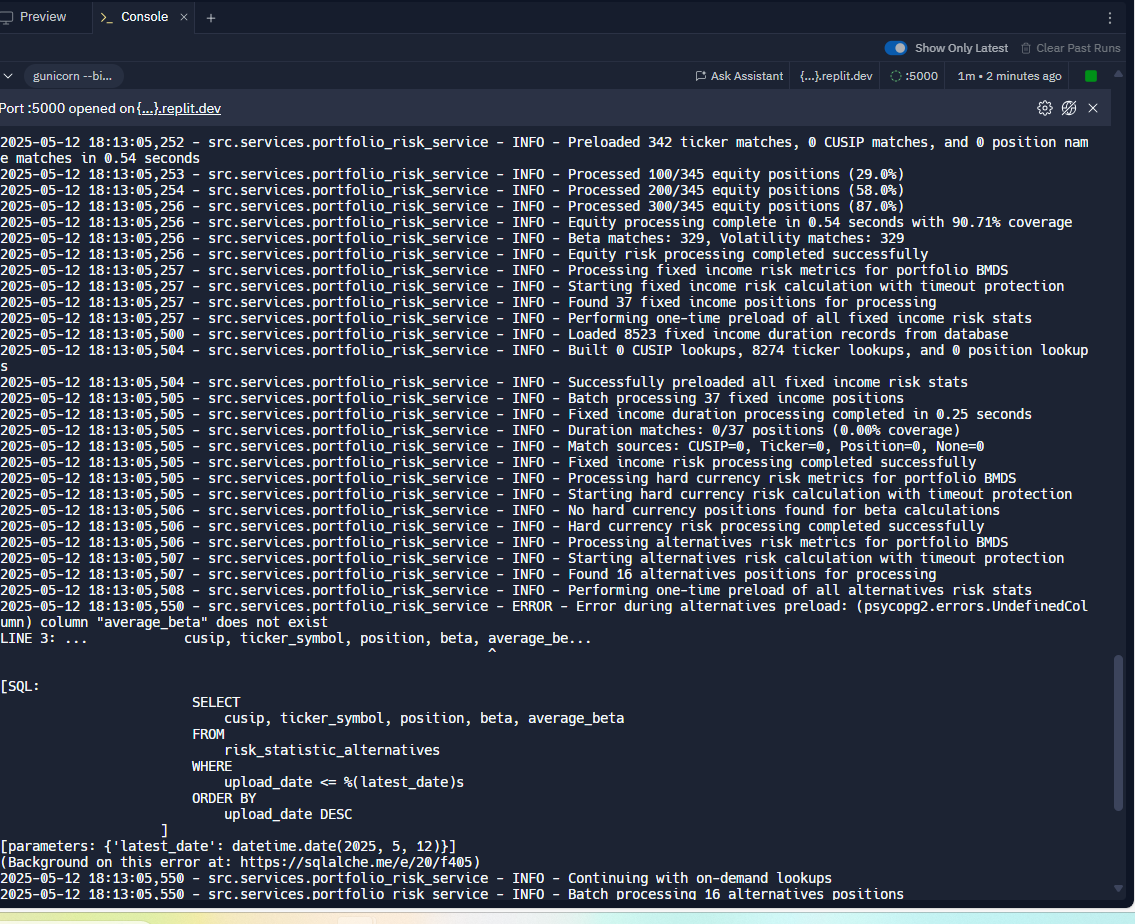 Preview
Console
Show Only Latest
Clear Past Runs
gunicorn --bi...
Ask Assistant
{...}.replit.dev
:5000
1m • 2 minutes ago
Port :5000 opened on {...}.replit.dev
2025-05-12 18:13:05,252 - src.services.portfolio_risk_service - INFO - Preloaded 342 ticker matches, 0 CUSIP matches, and 0 position nam
e matches in 0.54 seconds
2025-05-12 18:13:05,253 - src.services.portfolio_risk_service - INFO - Processed 100/345 equity positions (29.0%)
2025-05-12 18:13:05,254 - src.services.portfolio_risk_service - INFO - Processed 200/345 equity positions (58.0%)
2025-05-12 18:13:05,256 - src.services.portfolio_risk_service - INFO - Processed 300/345 equity positions (87.0%)
2025-05-12 18:13:05,256 - src.services.portfolio_risk_service - INFO - Equity processing complete in 0.54 seconds with 90.71% coverage
2025-05-12 18:13:05,256 - src.services.portfolio_risk_service - INFO - Beta matches: 329, Volatility matches: 329
2025-05-12 18:13:05,256 - src.services.portfolio_risk_service - INFO - Equity risk processing completed successfully
2025-05-12 18:13:05,257 - src.services.portfolio_risk_service - INFO - Processing fixed income risk metrics for portfolio BMDS
2025-05-12 18:13:05,257 - src.services.portfolio_risk_service - INFO - Starting fixed income risk calculation with timeout protection
2025-05-12 18:13:05,257 - src.services.portfolio_risk_service - INFO - Found 37 fixed income positions for processing
2025-05-12 18:13:05,257 - src.services.portfolio_risk_service - INFO - Performing one-time preload of all fixed income risk stats
2025-05-12 18:13:05,500 - src.services.portfolio_risk_service - INFO - Loaded 8523 fixed income duration records from database
2025-05-12 18:13:05,504 - src.services.portfolio_risk_service - INFO - Built 0 CUSIP lookups, 8274 ticker lookups, and 0 position lookup
s
2025-05-12 18:13:05,504 - src.services.portfolio_risk_service - INFO - Successfully preloaded all fixed income risk stats
2025-05-12 18:13:05,505 - src.services.portfolio_risk_service - INFO - Batch processing 37 fixed income positions
2025-05-12 18:13:05,505 - src.services.portfolio_risk_service - INFO - Fixed income duration processing completed in 0.25 seconds
2025-05-12 18:13:05,505 - src.services.portfolio_risk_service - INFO - Duration matches: 0/37 positions (0.00% coverage)
2025-05-12 18:13:05,505 - src.services.portfolio_risk_service - INFO - Match sources: CUSIP=0, Ticker=0, Position=0, None=0
2025-05-12 18:13:05,505 - src.services.portfolio_risk_service - INFO - Fixed income risk processing completed successfully
2025-05-12 18:13:05,505 - src.services.portfolio_risk_service - INFO - Processing hard currency risk metrics for portfolio BMDS
2025-05-12 18:13:05,505 - src.services.portfolio_risk_service - INFO - Starting hard currency risk calculation with timeout protection
2025-05-12 18:13:05,506 - src.services.portfolio_risk_service - INFO - No hard currency positions found for beta calculations
2025-05-12 18:13:05,506 - src.services.portfolio_risk_service - INFO - Hard currency risk processing completed successfully
2025-05-12 18:13:05,506 - src.services.portfolio_risk_service - INFO - Processing alternatives risk metrics for portfolio BMDS
2025-05-12 18:13:05,507 - src.services.portfolio_risk_service - INFO - Starting alternatives risk calculation with timeout protection
2025-05-12 18:13:05,507 - src.services.portfolio_risk_service - INFO - Found 16 alternatives positions for processing
2025-05-12 18:13:05,508 - src.services.portfolio_risk_service - INFO - Performing one-time preload of all alternatives risk stats
2025-05-12 18:13:05,550 - src.services.portfolio_risk_service - ERROR - Error during alternatives preload: (psycopg2.errors.UndefinedCol
umn) column "average_beta" does not exist
LINE 3: ...            cusip, ticker_symbol, position, beta, average_be...
^
[SQL:
SELECT
cusip, ticker_symbol, position, beta, average_beta
FROM
risk_statistic_alternatives
WHERE
upload_date <= %(latest_date)s
ORDER BY
upload_date DESC
]
[parameters: {'latest_date': datetime.date(2025, 5, 12)}]
(Background on this error at: https://sqlalche.me/e/20/f405)
2025-05-12 18:13:05,550 - src.services.portfolio_risk_service - INFO - Continuing with on-demand lookups
2025-05-12 18:13:05,550 - src.services.portfolio_risk_service - INFO - Batch processing 16 alternatives positions